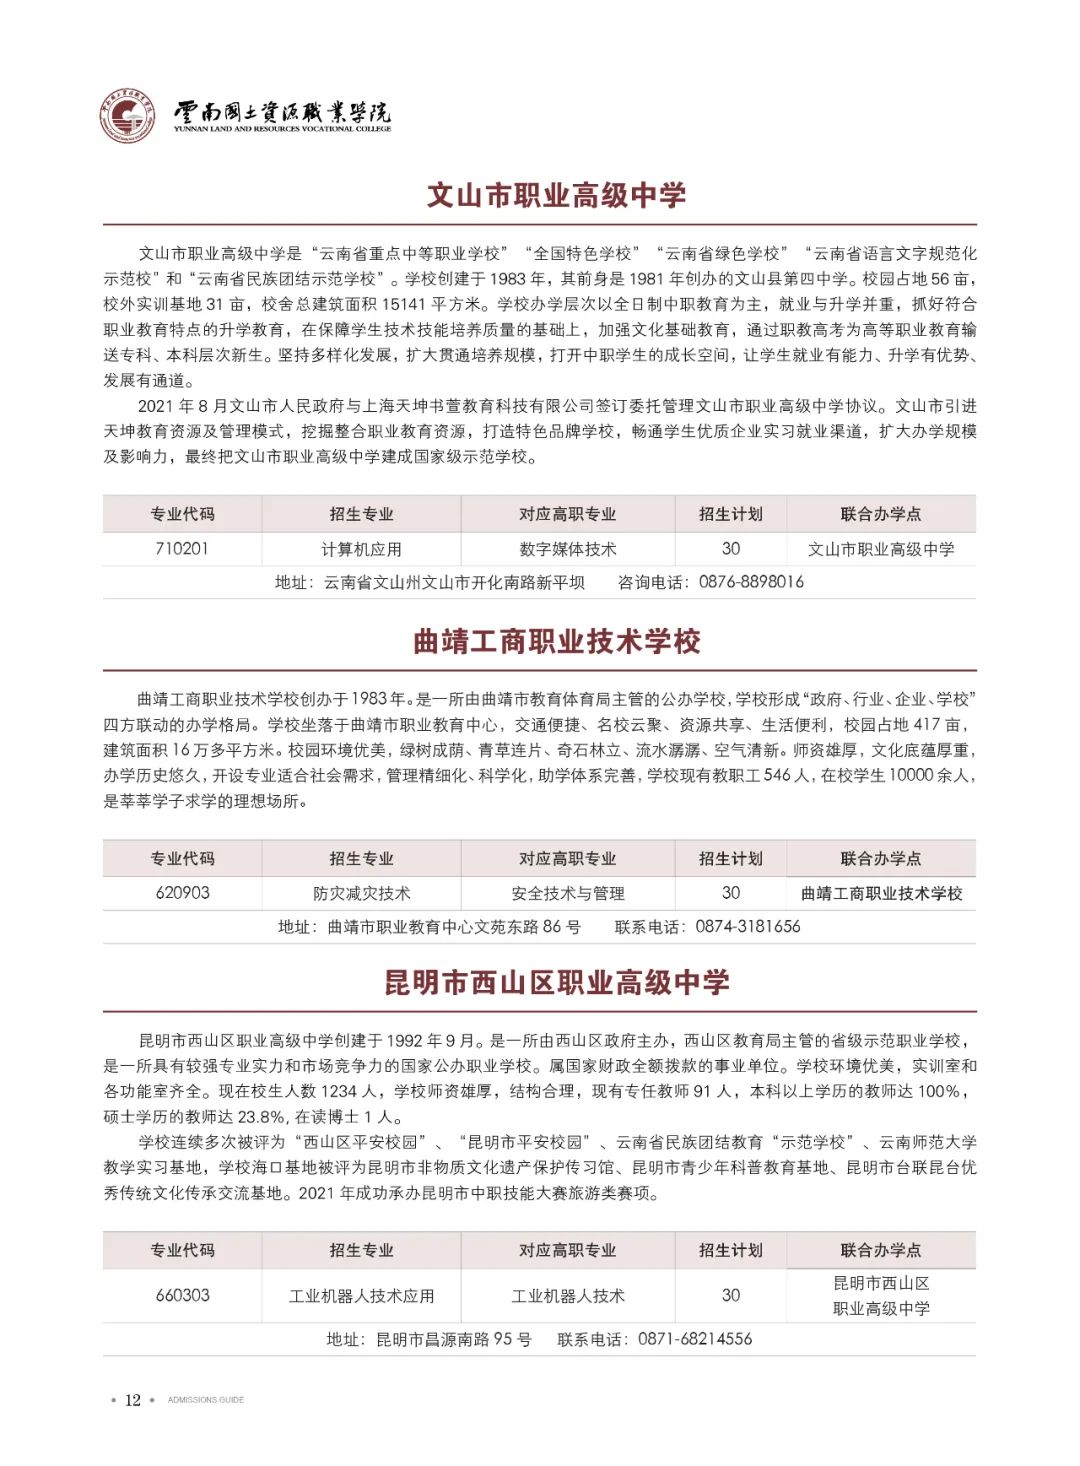 雲南國土資源職業學院
YUNNAN LAND AND RESOURCES VOCATIONAL COLLEGE
文山市职业高级中学
文山市职业高级中学是“云南省重点中等职业学校”“全国特色学校”“云南省绿色学校”“云南省语言文字规范化
示范校”和“云南省民族团结示范学校”。学校创建于 1983 年，其前身是 1981 年创办的文山县第四中学。校园占地 56 亩，
校外实训基地 31 亩，校舍总建筑面积 15141 平方米。学校办学层次以全日制中职教育为主，就业与升学并重，抓好符合
职业教育特点的升学教育，在保障学生技术技能培养质量的基础上，加强文化基础教育，通过职教高考为高等职业教育输
送专科、本科层次新生。坚持多样化发展，扩大贯通培养规模，打开中职学生的成长空间，让学生就业有能力、升学有优势、
发展有通道。
2021 年 8 月文山市人民政府与上海天坤书萱教育科技有限公司签订委托管理文山市职业高级中学协议。文山市引进
天坤教育资源及管理模式，挖掘整合职业教育资源，打造特色品牌学校，畅通学生优质企业实习就业渠道，扩大办学规模
及影响力，最终把文山市职业高级中学建成国家级示范学校。
专业代码 招生专业 对应高职专业 招生计划 联合办学点
710201 计算机应用 数字媒体技术 30 文山市职业高级中学
地址：云南省文山州文山市开化南路新平坝 咨询电话：0876-8898016
曲靖工商职业技术学校
曲靖工商职业技术学校创办于 1983 年。是一所由曲靖市教育体育局主管的公办学校，学校形成“政府、行业、企业、学校”
四方联动的办学格局。学校坐落于曲靖市职业教育中心，交通便捷、名校云聚、资源共享、生活便利，校园占地 417 亩，
建筑面积 16 万多平方米。校园环境优美，绿树成荫、青草连片、奇石林立、流水潺潺、空气清新。师资雄厚，文化底蕴厚重，
办学历史悠久，开设专业适合社会需求，管理精细化、科学化，助学体系完善，学校现有教职工 546 人，在校学生 10000 余人，
是莘莘学子求学的理想场所。
专业代码 招生专业 对应高职专业 招生计划 联合办学点
620903 防灾减灾技术 安全技术与管理 30 曲靖工商职业技术学校
地址：曲靖市职业教育中心文苑东路 86 号 联系电话：0874-3181656
昆明市西山区职业高级中学
昆明市西山区职业高级中学创建于 1992 年 9 月。是一所由西山区政府主办，西山区教育局主管的省级示范职业学校，
是一所具有较强专业实力和市场竞争力的国家公办职业学校。属国家财政全额拨款的事业单位。学校环境优美，实训室和
各功能室齐全。现在校生人数 1234 人，学校师资雄厚，结构合理，现有专任教师 91 人，本科以上学历的教师达 100%，
硕士学历的教师达 23.8%, 在读博士 1 人。
学校连续多次被评为“西山区平安校园”、“昆明市平安校园”、云南省民族团结教育“示范学校”、云南师范大学
教学实习基地，学校海口基地被评为昆明市非物质文化遗产保护传习馆、昆明市青少年科普教育基地、昆明市台联昆台优
秀传统文化传承交流基地。2021 年成功承办昆明市中职技能大赛旅游类赛项。
专业代码 招生专业 对应高职专业 招生计划 联合办学点
660303 工业机器人技术应用 工业机器人技术 30 昆明市西山区
职业高级中学
地址：昆明市昌源南路 95 号 联系电话：0871-68214556
12 ADMISSIONS GUIDE